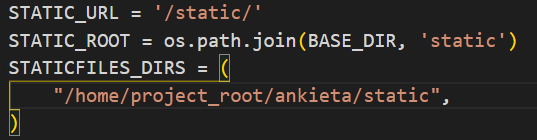 STATIC_URL = '/static/'
STATIC_ROOT = os.path.join(BASE_DIR, 'static')
STATICFILES_DIRS = (
    "/home/project_root/ankieta/static",
)